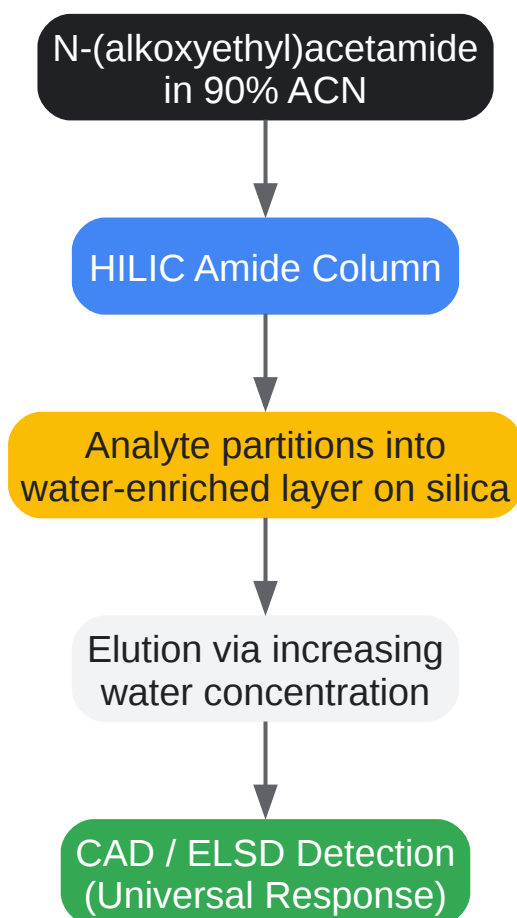 N-(alkoxyethyl)acetamide
in 90% ACN
HILIC Amide Column
Analyte partitions into
water-enriched layer on silica
Elution via increasing
water concentration
CAD / ELSD Detection
(Universal Response)